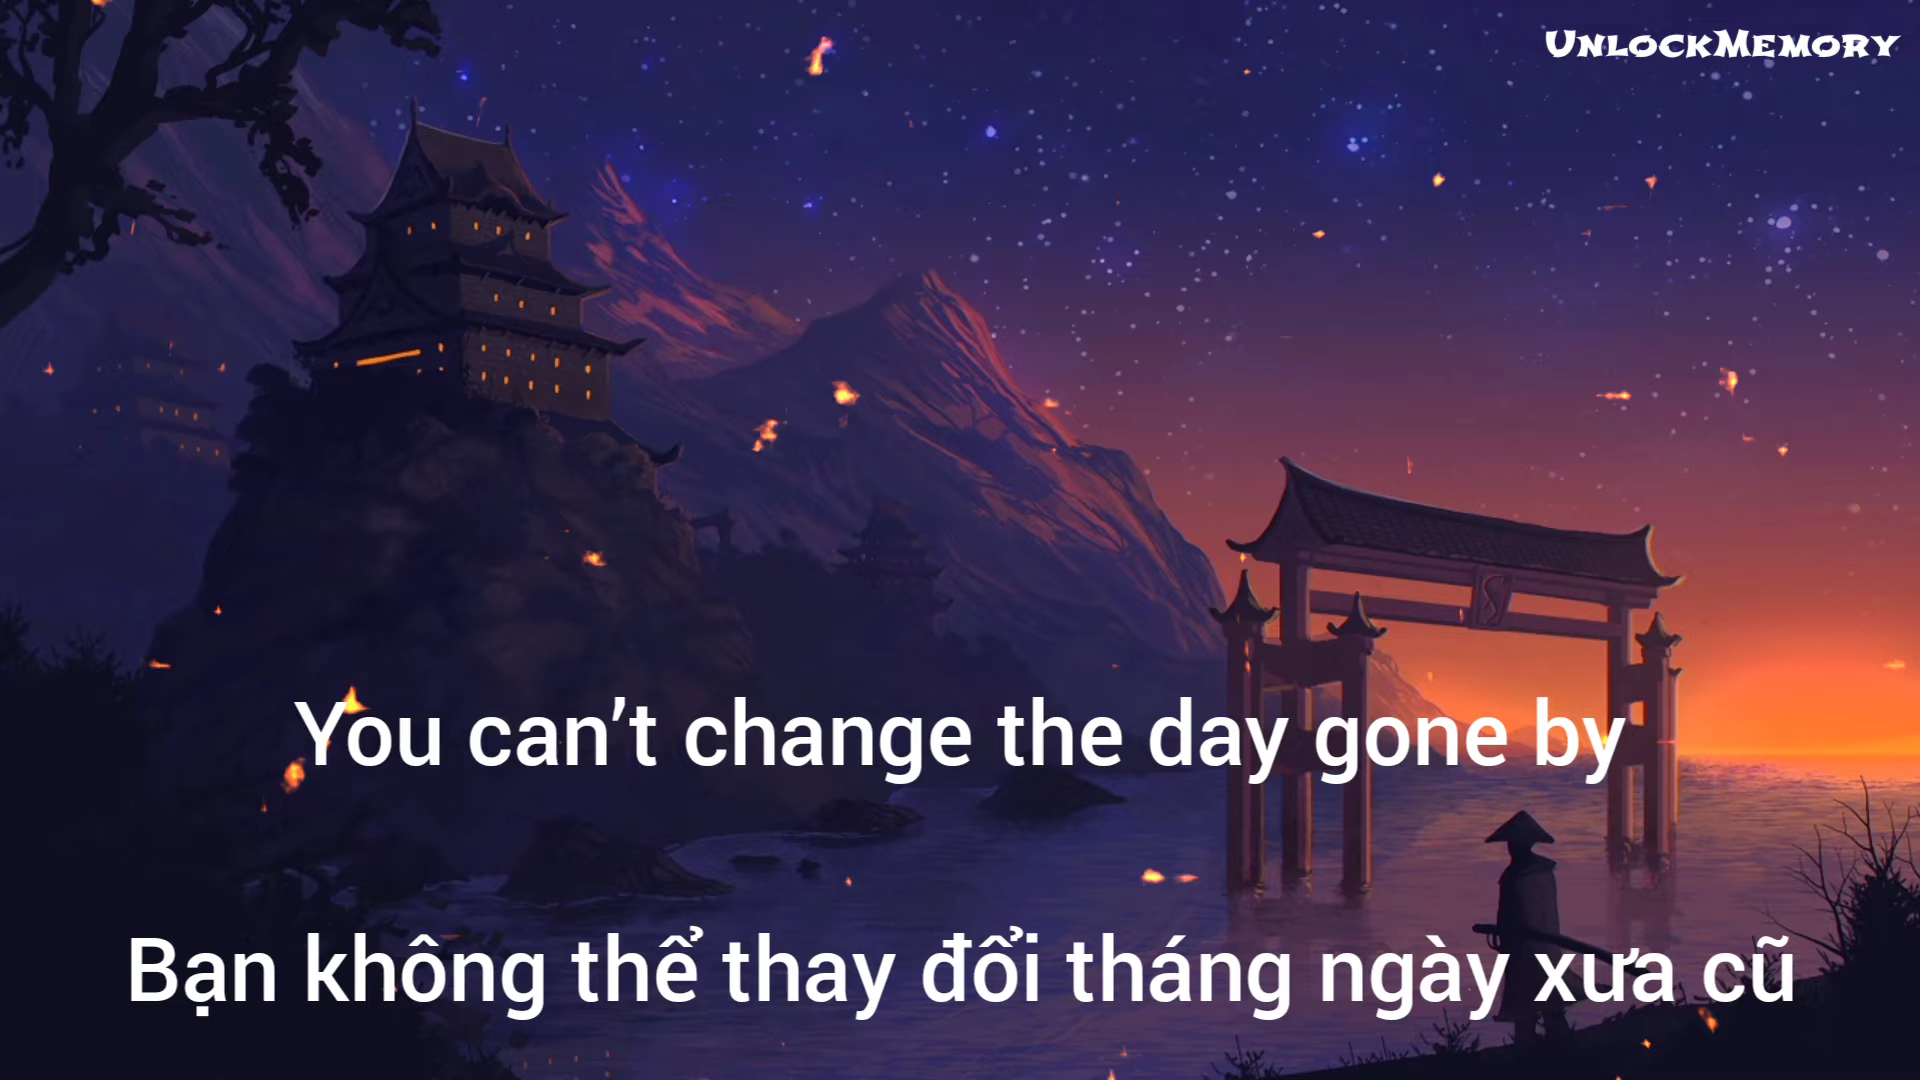 UnlockMemory
You can't change the day gone by
Bạn không thể thay đổi tháng ngày xưa cũ